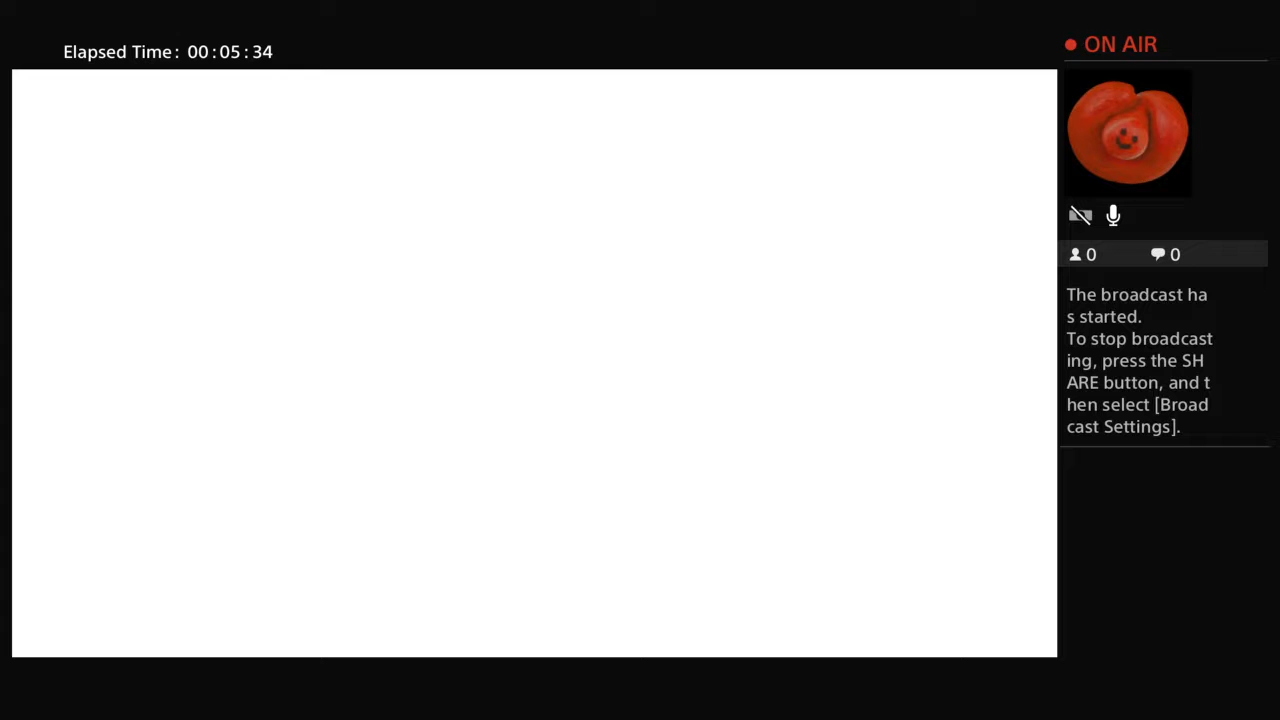 Elapsed Time: 00:05:34
ON AIR
0 0
The broadcast ha
s started.
To stop broadcast
ing, press the SH
ARE button, and t
hen select [Broad
cast Settings].